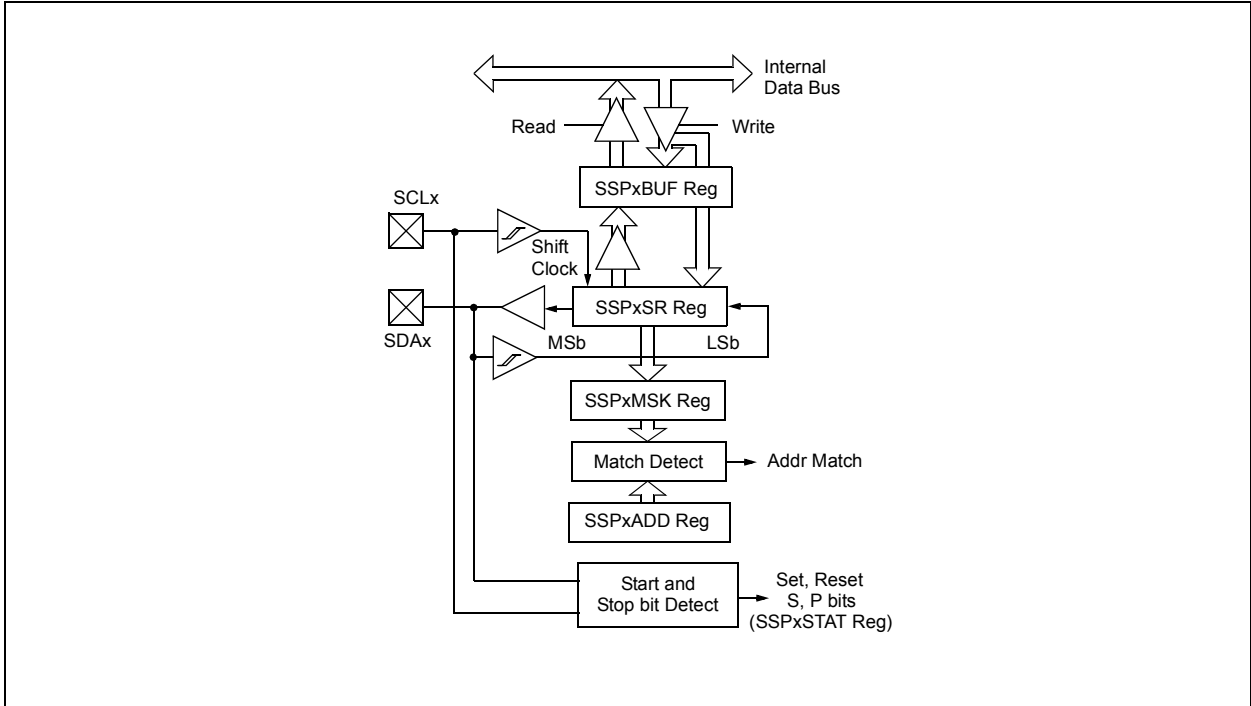 Internal
Data Bus
Read
Write
SSPxBUF Reg
SCLx
Shift
Clock
SSPxSR Reg
SDAx
MSb
LSb
SSPxMSK Reg
Match Detect
Addr Match
SSPxADD Reg
Start and
Stop bit Detect
Set, Reset
S, P bits
(SSPxSTAT Reg)